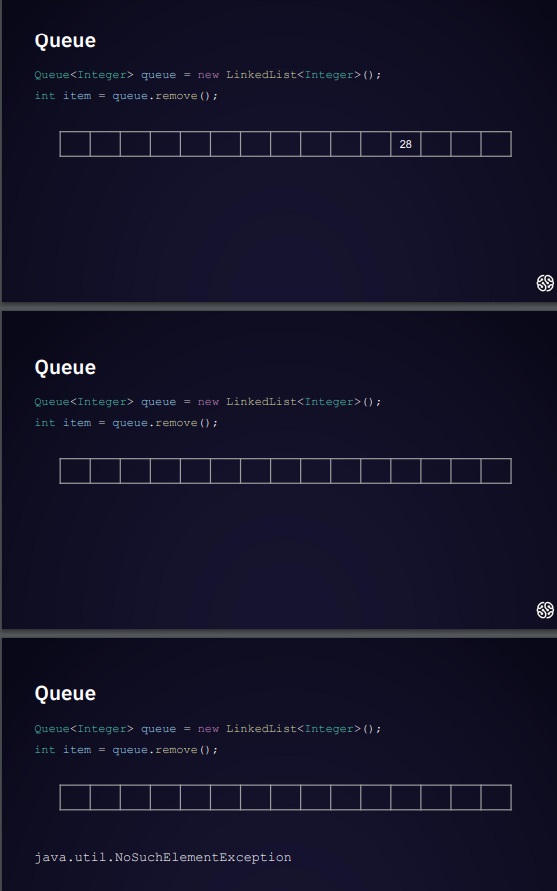 Queue
Queue<Integer> queue = new LinkedList<Integer>();
int item = queue.remove();
28
Queue
Queue<Integer> queue = new LinkedList<Integer>();
int item = queue.remove();
Queue
Queue<Integer> queue = new LinkedList<Integer>();
int item = queue.remove();
java.util.NoSuchElementException